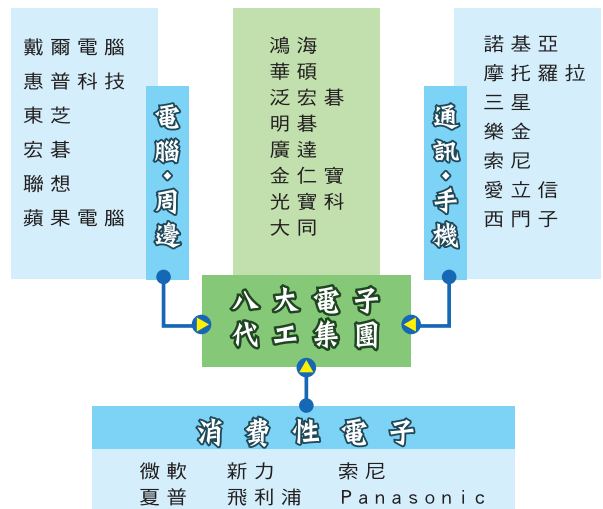 戴爾電腦
惠普科技
東芝
宏碁
聯想
蘋果電腦
電腦·周邊
鴻海
華碩
泛宏碁
明碁
廣達
金仁寶
光寶科
大同
通訊·手機
諾基亞
摩托羅拉
三星
樂金
索尼
愛立信
西門子
八大電子
代工集團
消費性電子
微軟 新力 索尼
夏普 飛利浦 Panasonic